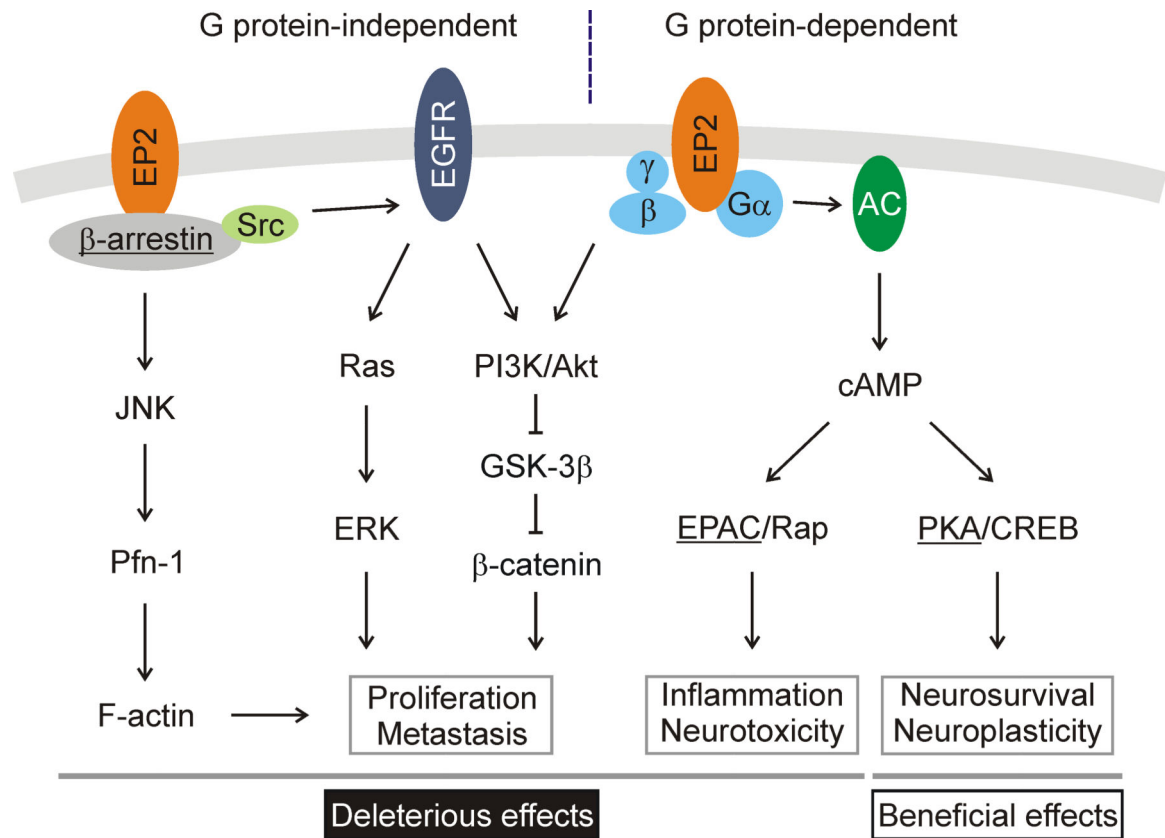 G protein-independent
G protein-dependent
EP2
EGFR
EP2
γ
β
Gα
AC
β-arrestin
Src
Ras
PI3K/Akt
cAMP
JNK
GSK-3β
ERK
EPAC/Rap
PKA/CREB
Pfn-1
β-catenin
F-actin
Proliferation
Metastasis
Inflammation
Neurotoxicity
Neurosurvival
Neuroplasticity
Deleterious effects
Beneficial effects